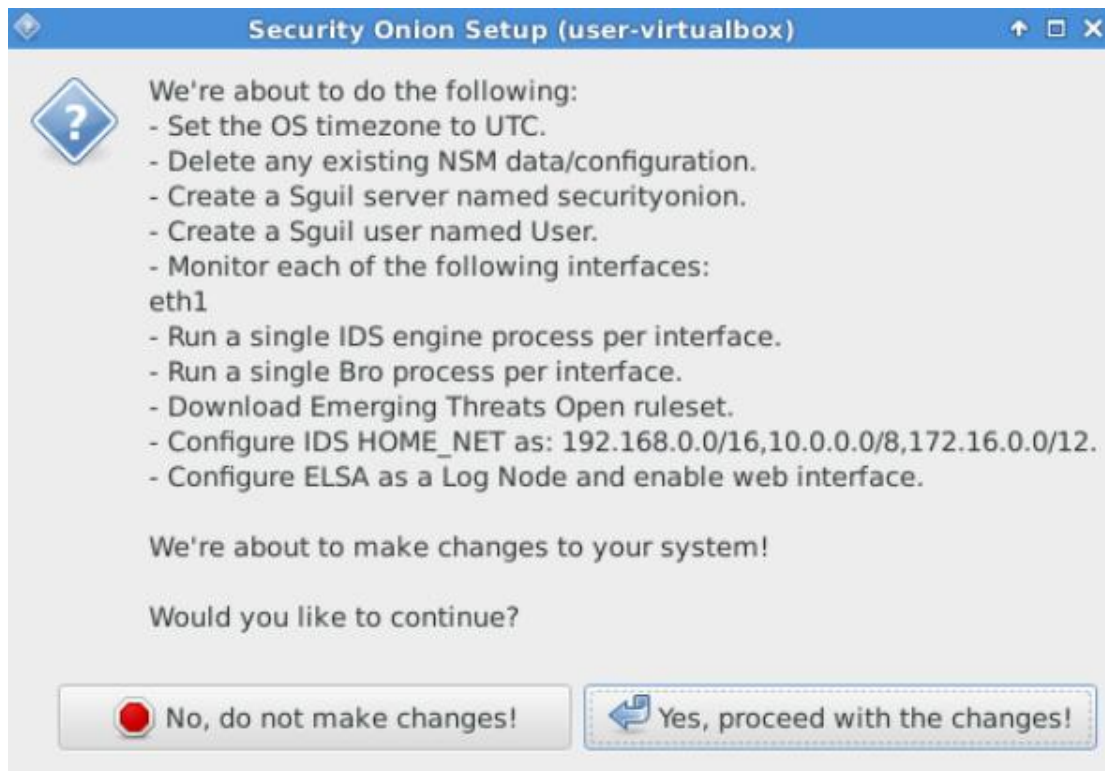 Security Onion Setup (user-virtualbox)
We're about to do the following:
- Set the OS timezone to UTC.
- Delete any existing NSM data/configuration.
- Create a Sguil server named securityonion.
- Create a Sguil user named User.
- Monitor each of the following interfaces:
eth1
- Run a single IDS engine process per interface.
- Run a single Bro process per interface.
- Download Emerging Threats Open ruleset.
- Configure IDS HOME_NET as: 192.168.0.0/16,10.0.0.0/8,172.16.0.0/12.
- Configure ELSA as a Log Node and enable web interface.
We're about to make changes to your system!
Would you like to continue?
No, do not make changes!
Yes, proceed with the changes!